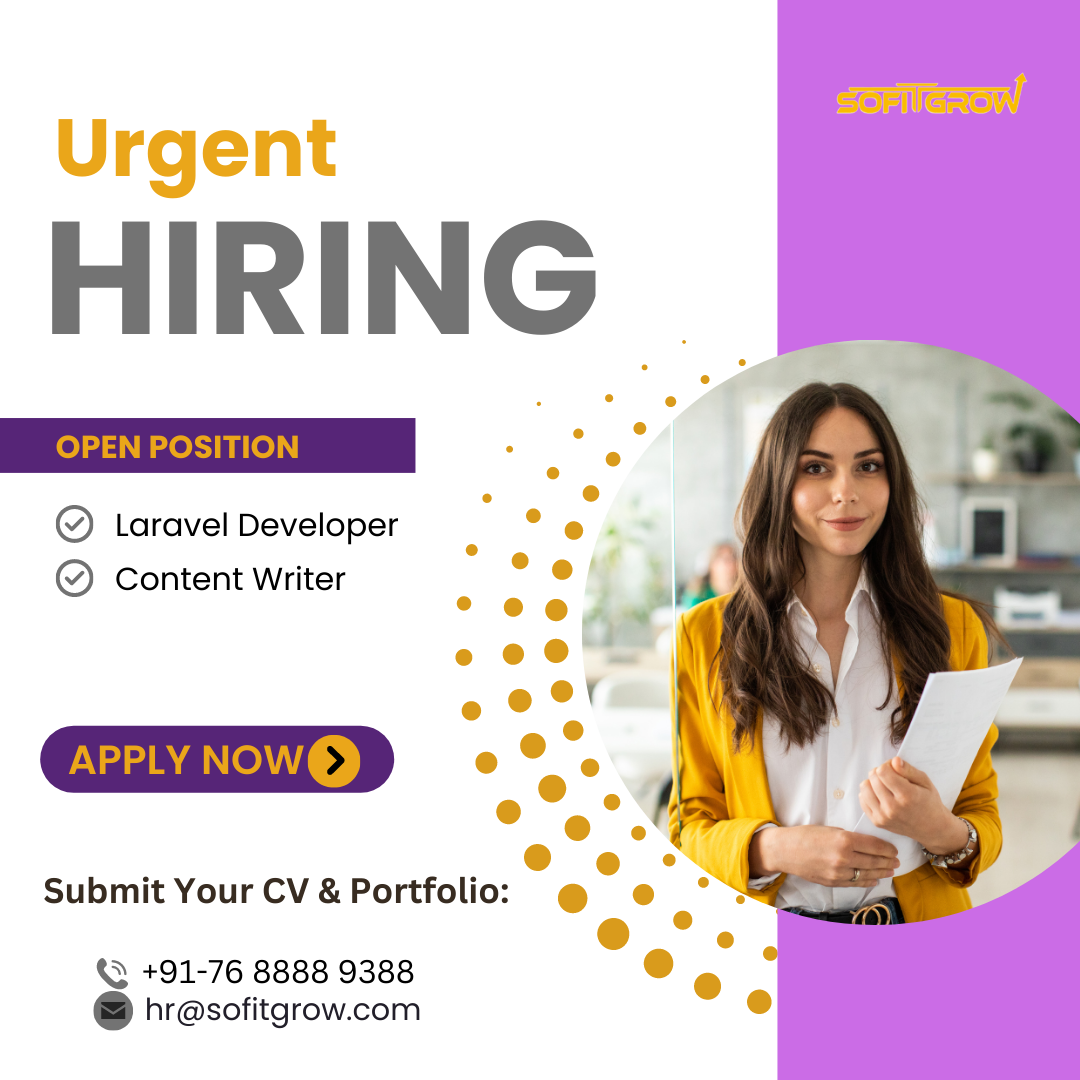 SOFITGROW
Urgent
HIRING
OPEN POSITION
Laravel Developer
Content Writer
APPLY NOW
Submit Your CV & Portfolio:
+91-76 8888 9388
hr@sofitgrow.com